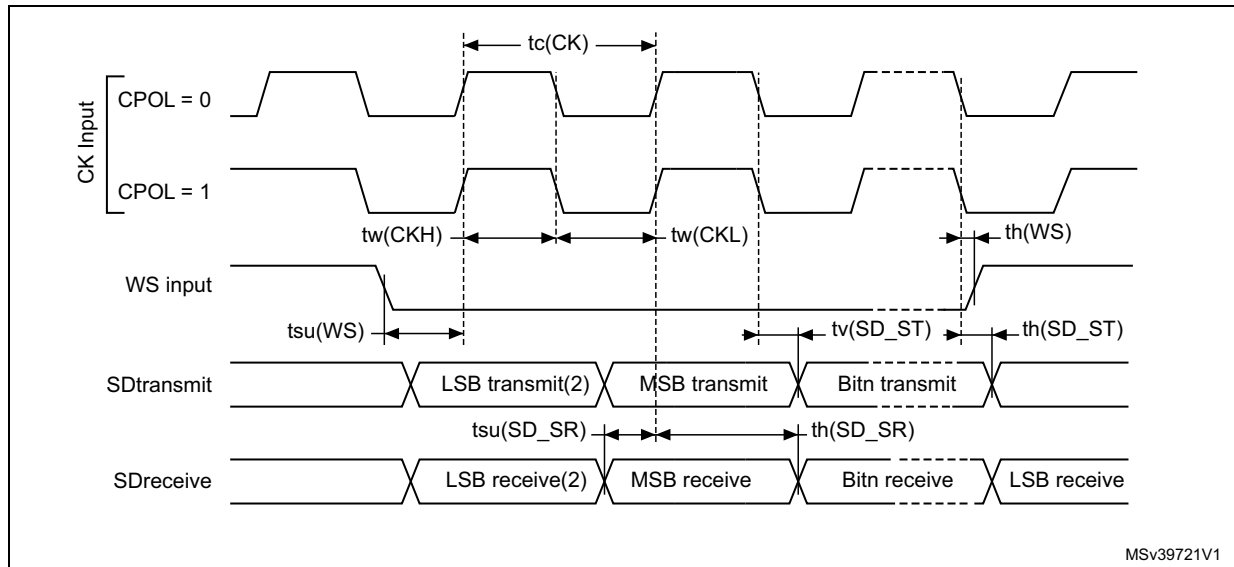 tc(CK)
CK Input
CPOL = 0
CPOL = 1
tw(CKH)
tw(CKL)
th(WS)
WS input
tsu(WS)
tv(SD_ST)
th(SD_ST)
SDtransmit
LSB transmit(2)
MSB transmit
Bitn transmit
tsu(SD_SR)
th(SD_SR)
SDreceive
LSB receive(2)
MSB receive
Bitn receive
LSB receive
MSv39721V1